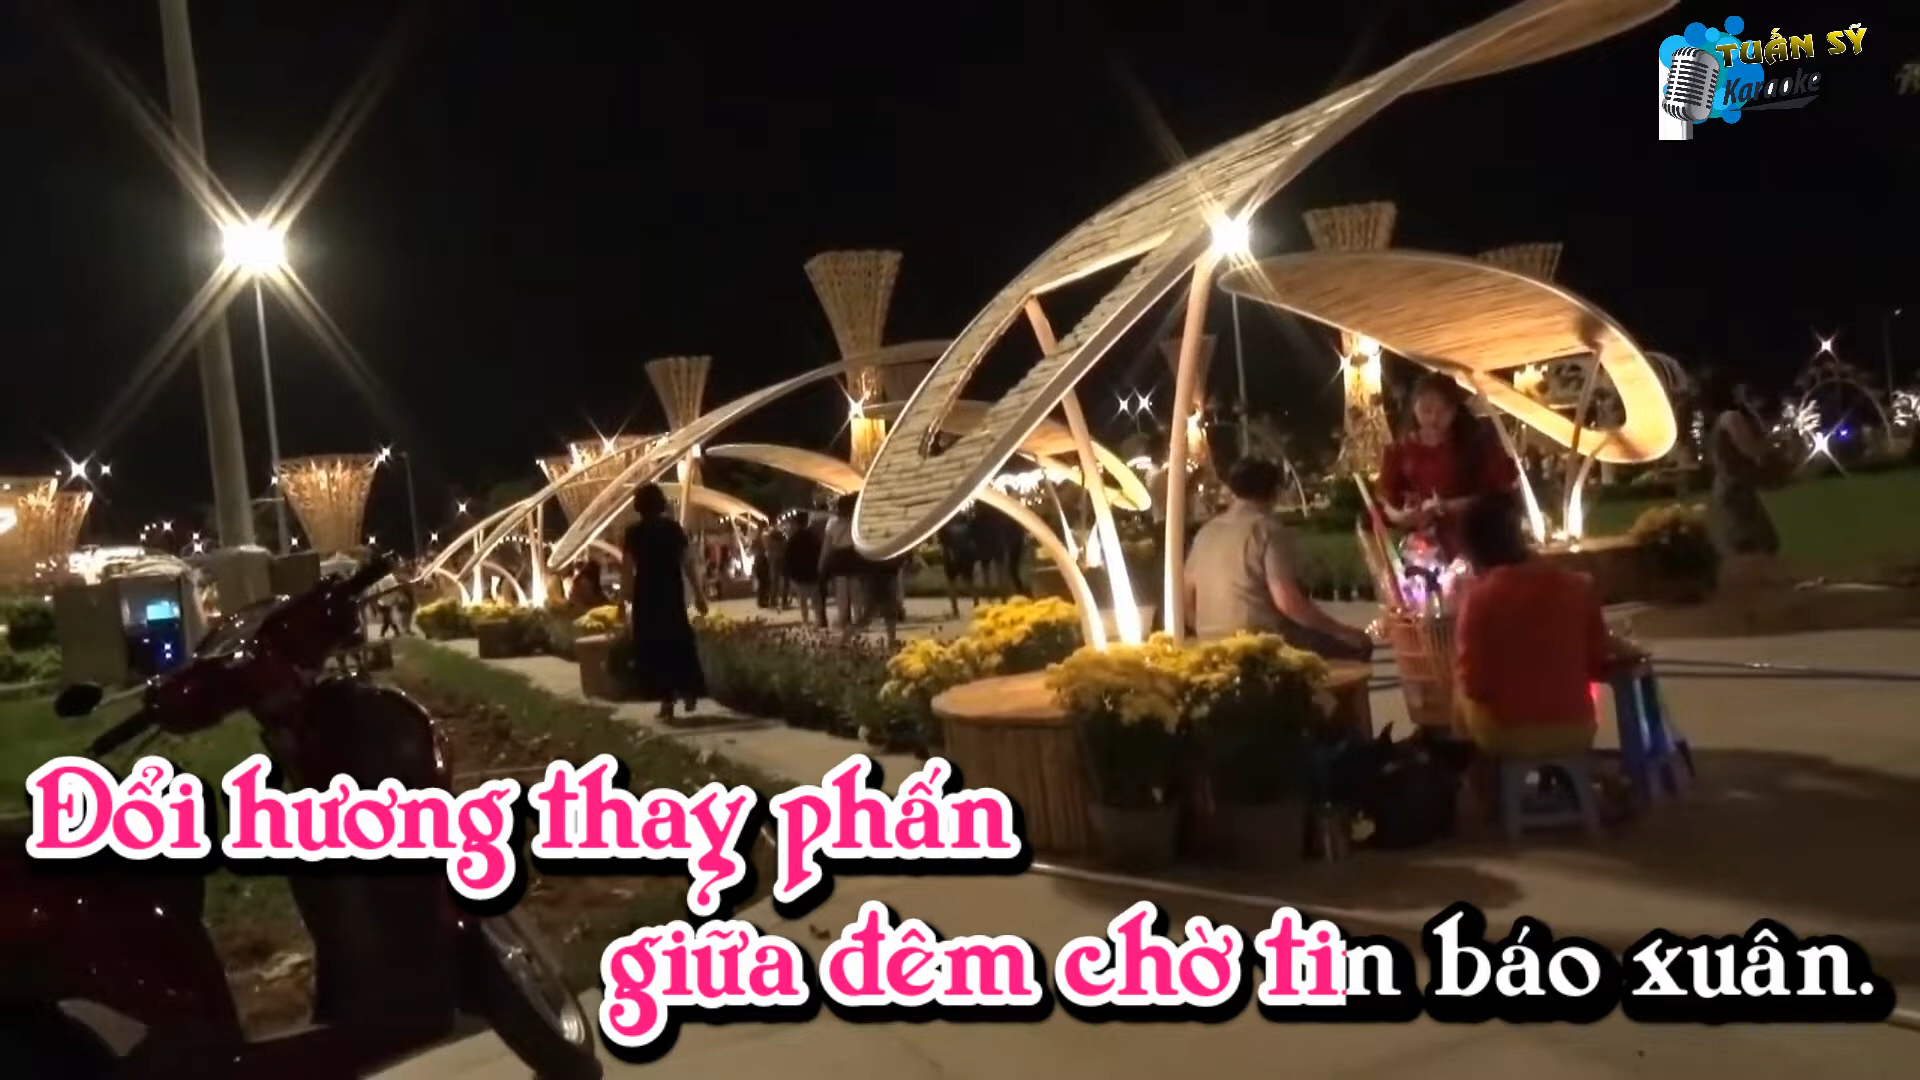 TUẤN SỸ
Karaoke
Đổi hương thay phấn
giữa đêm chờ tin báo xuân.